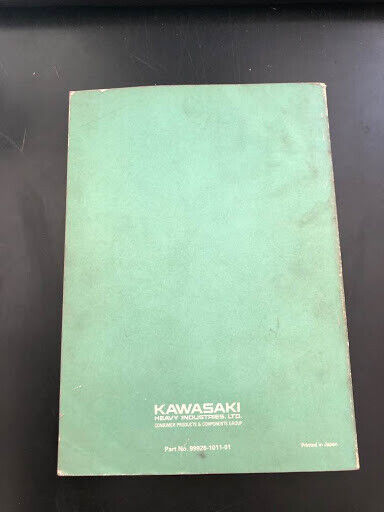 KAWASAKI
HEAVY INDUSTRIES, LTD.
CONSUMER PRODUCTS & COMPONENTS GROUP
Part No. 99926-1011-01
Printed in Japan